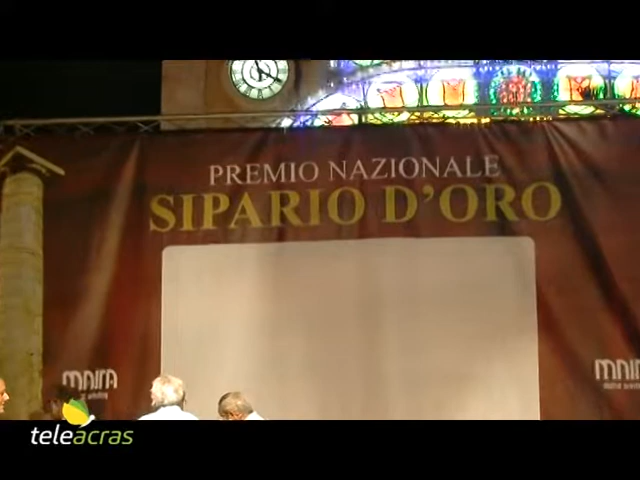 PREMIO NAZIONALE
SIPARIO D'ORO
maira
maira
teleacras